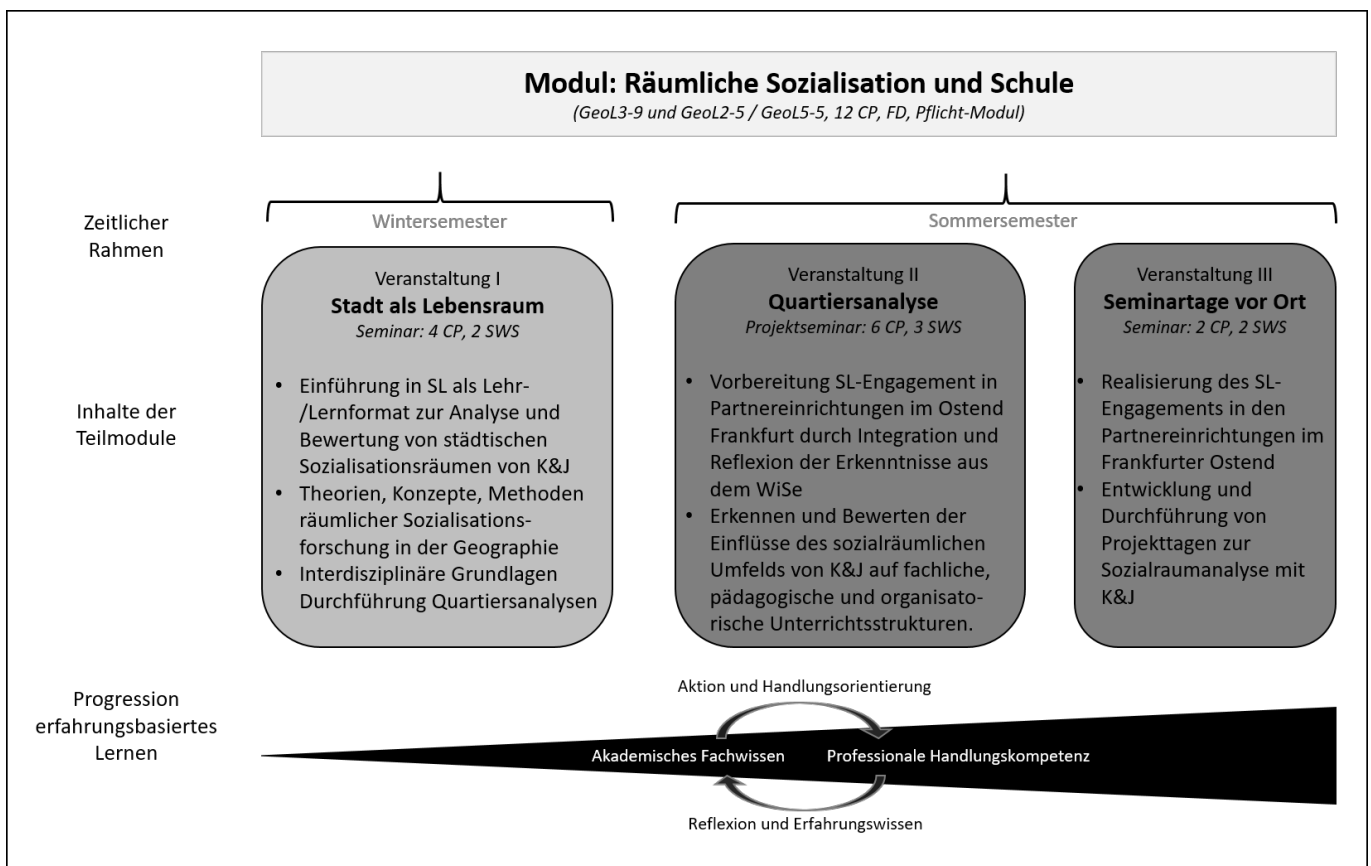 Modul: Räumliche Sozialisation und Schule
(GeoL3-9 und GeoL2-5 / GeoL5-5, 12 CP, FD, Pflicht-Modul)
Zeitlicher
Rahmen
Wintersemester
Sommersemester
Inhalte der
Teilmodule
Veranstaltung I
Stadt als Lebensraum
Seminar: 4 CP, 2 SWS
• Einführung in SL als Lehr-
/Lernformat zur Analyse und
Bewertung von städtischen
Sozialisationsräumen von K&J
• Theorien, Konzepte, Methoden
räumlicher Sozialisations-
forschung in der Geographie
• Interdisziplinäre Grundlagen
Durchführung Quartiersanalysen
Veranstaltung II
Quartiersanalyse
Projektseminar: 6 CP, 3 SWS
• Vorbereitung SL-Engagement in
Partnereinrichtungen im Ostend
Frankfurt durch Integration und
Reflexion der Erkenntnisse aus
dem WiSe
• Erkennen und Bewerten der
Einflüsse des sozialräumlichen
Umfelds von K&J auf fachliche,
pädagogische und organisato-
rische Unterrichtsstrukturen.
Veranstaltung III
Seminartage vor Ort
Seminar: 2 CP, 2 SWS
• Realisierung des SL-
Engagements in den
Partnereinrichtungen im
Frankfurter Ostend
• Entwicklung und
Durchführung von
Projekttagen zur
Sozialraumanalyse mit
K&J
Progression
erfahrungsbasiertes
Lernen
Aktion und Handlungsorientierung
Akademisches Fachwissen
Professionale Handlungskompetenz
Reflexion und Erfahrungswissen